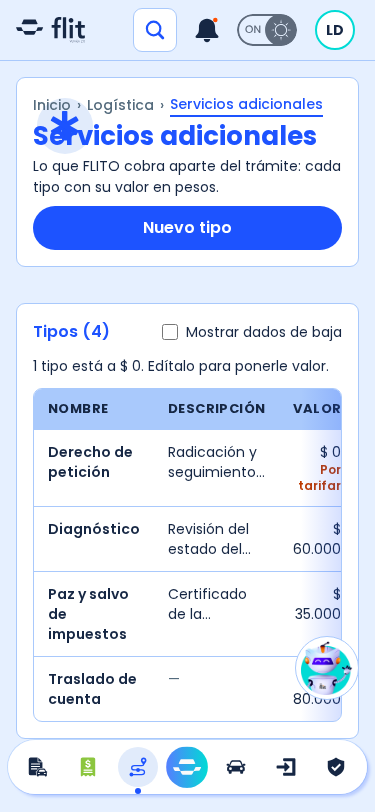 flit
ON
LD
Inicio › Logística › Servicios adicionales
Servicios adicionales
Lo que FLITO cobra aparte del trámite: cada
tipo con su valor en pesos.
Nuevo tipo
Tipos (4)
Mostrar dados de baja
1 tipo está a $ 0. Edítalo para ponerle valor.
NOMBRE DESCRIPCIÓN VALOR
Derecho de Radicación y $ 0
petición seguimiento... Por
tarifar
Diagnóstico Revisión del $
estado del... 60.000
Paz y salvo Certificado $
de de la... 35.000
impuestos
Traslado de —
cuenta 80.000